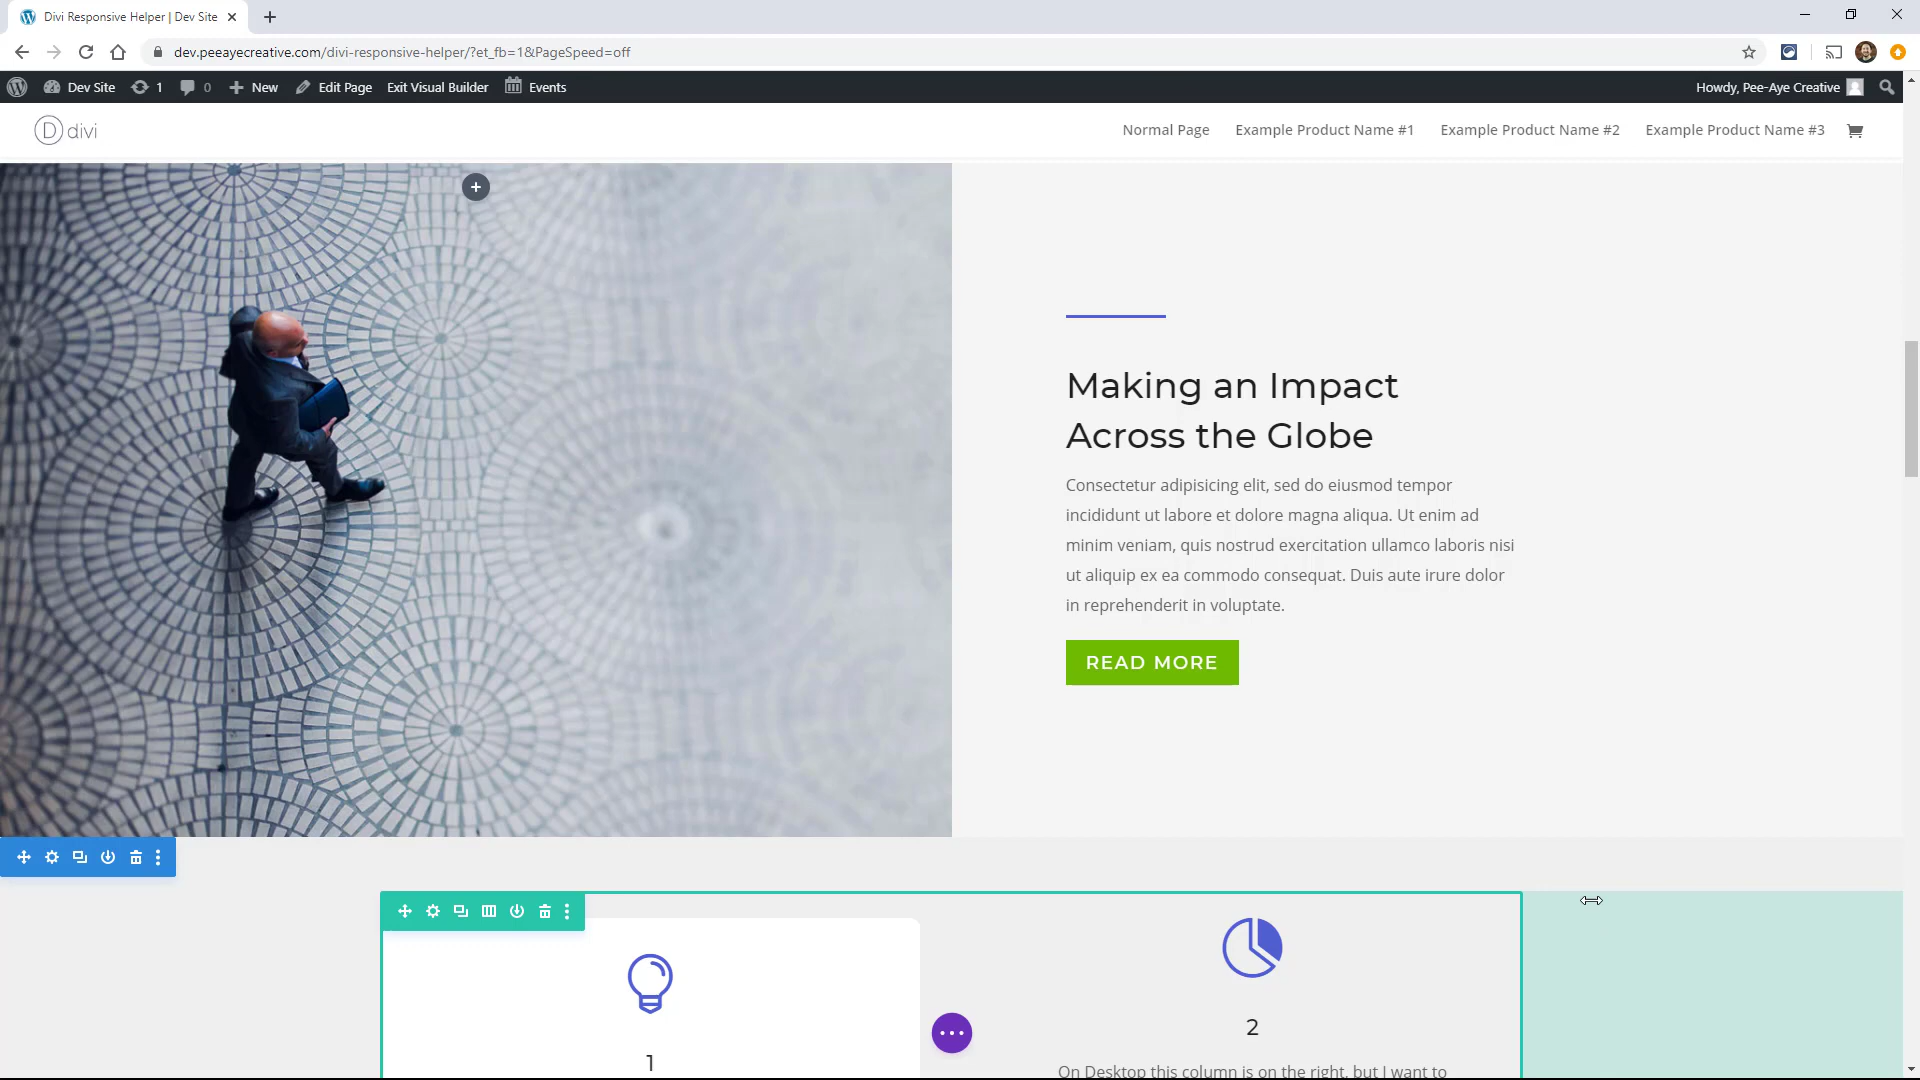 Divi Responsive Helper | Dev Site
dev.peeayecreative.com/divi-responsive-helper/?et_fb=1&PageSpeed=off
Dev Site 1 0 New Edit Page Exit Visual Builder Events Howdy, Pee-Aye Creative
D divi Normal Page Example Product Name #1 Example Product Name #2 Example Product Name #3
Making an Impact
Across the Globe
Consectetur adipisicing elit, sed do eiusmod tempor
incididunt ut labore et dolore magna aliqua. Ut enim ad
minim veniam, quis nostrud exercitation ullamco laboris nisi
ut aliquip ex ea commodo consequat. Duis aute irure dolor
in reprehenderit in voluptate.
READ MORE
1
2
On Desktop this column is on the right, but I want to